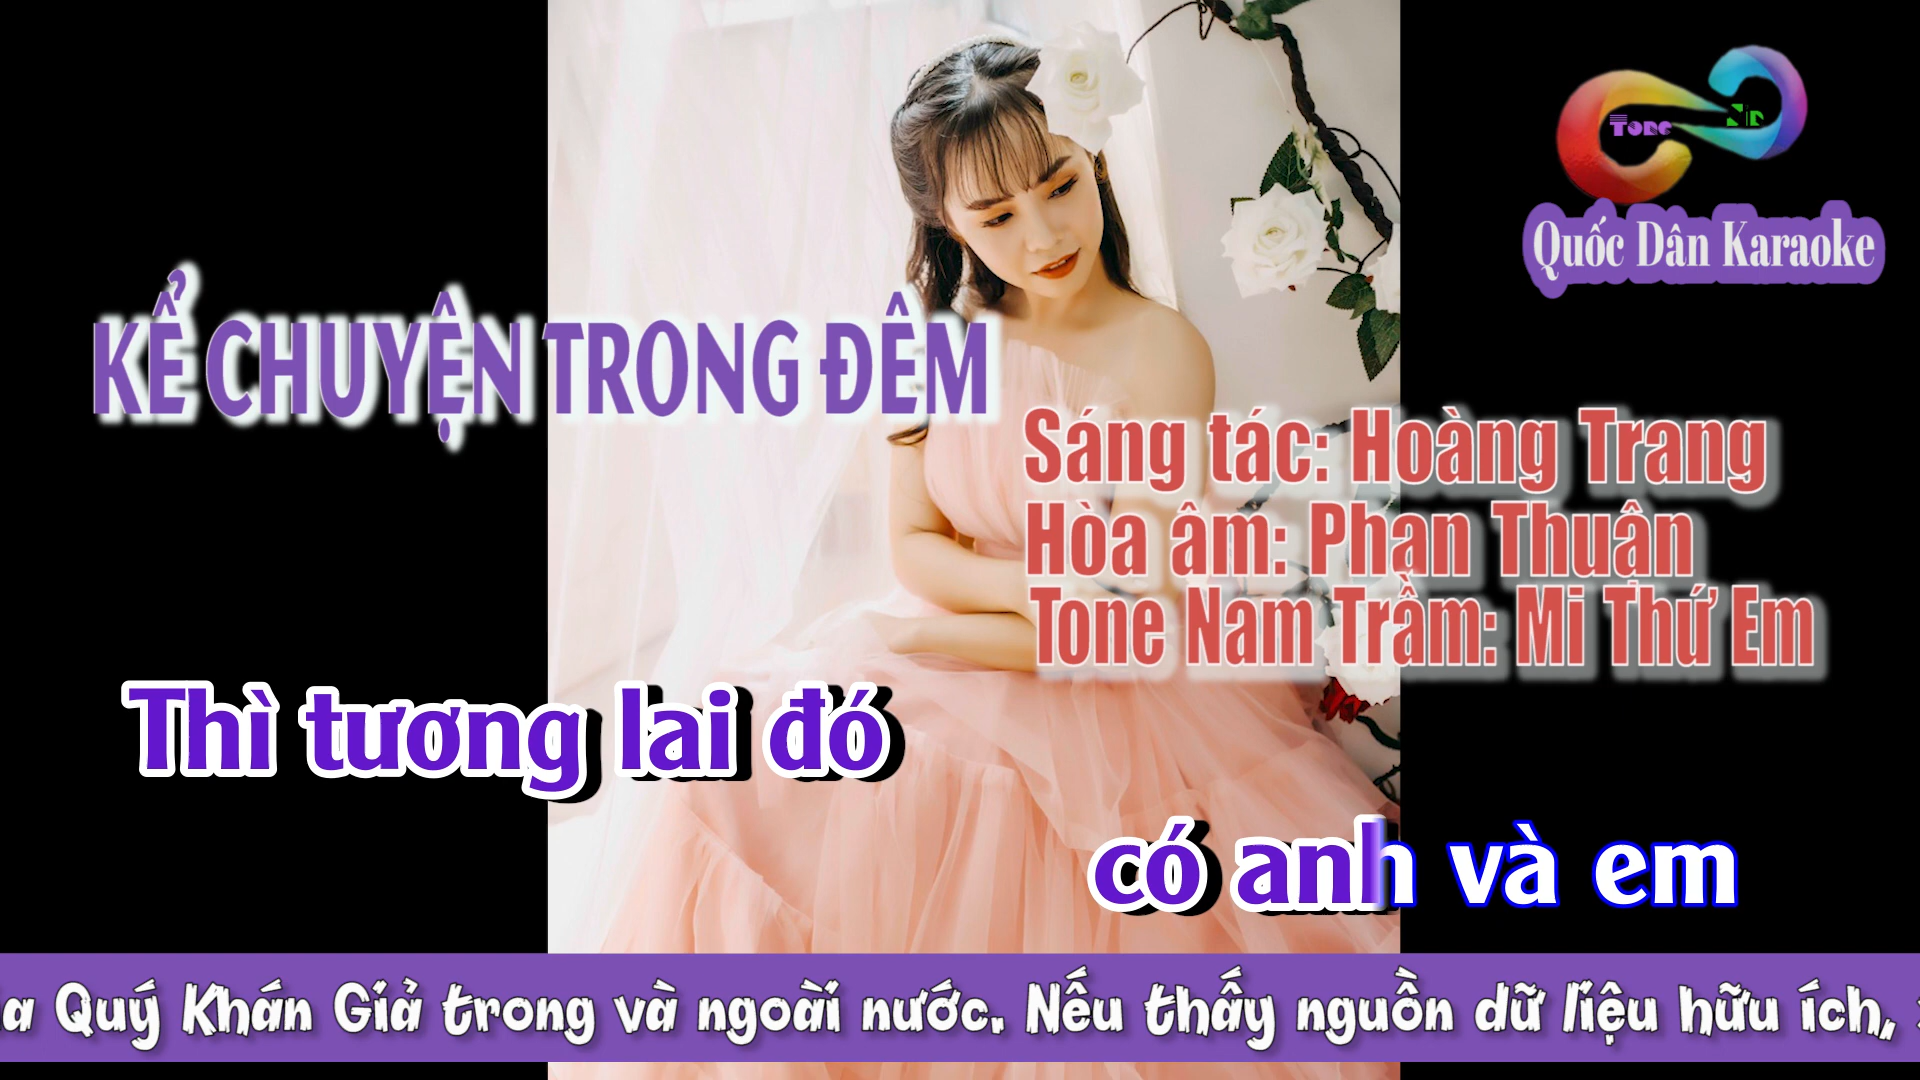 Tone Nir
Quốc Dân Karaoke
KỂ CHUYỆN TRONG ĐÊM
Sáng tác: Hoàng Trang
Hòa âm: Phan Thuận
Tone Nam Trầm: Mi Thứ Em
Thì tương lai đó
có anh và em
Quý Khán Giả trong và ngoài nước. Nếu thấy nguồn dữ liệu hữu ích,